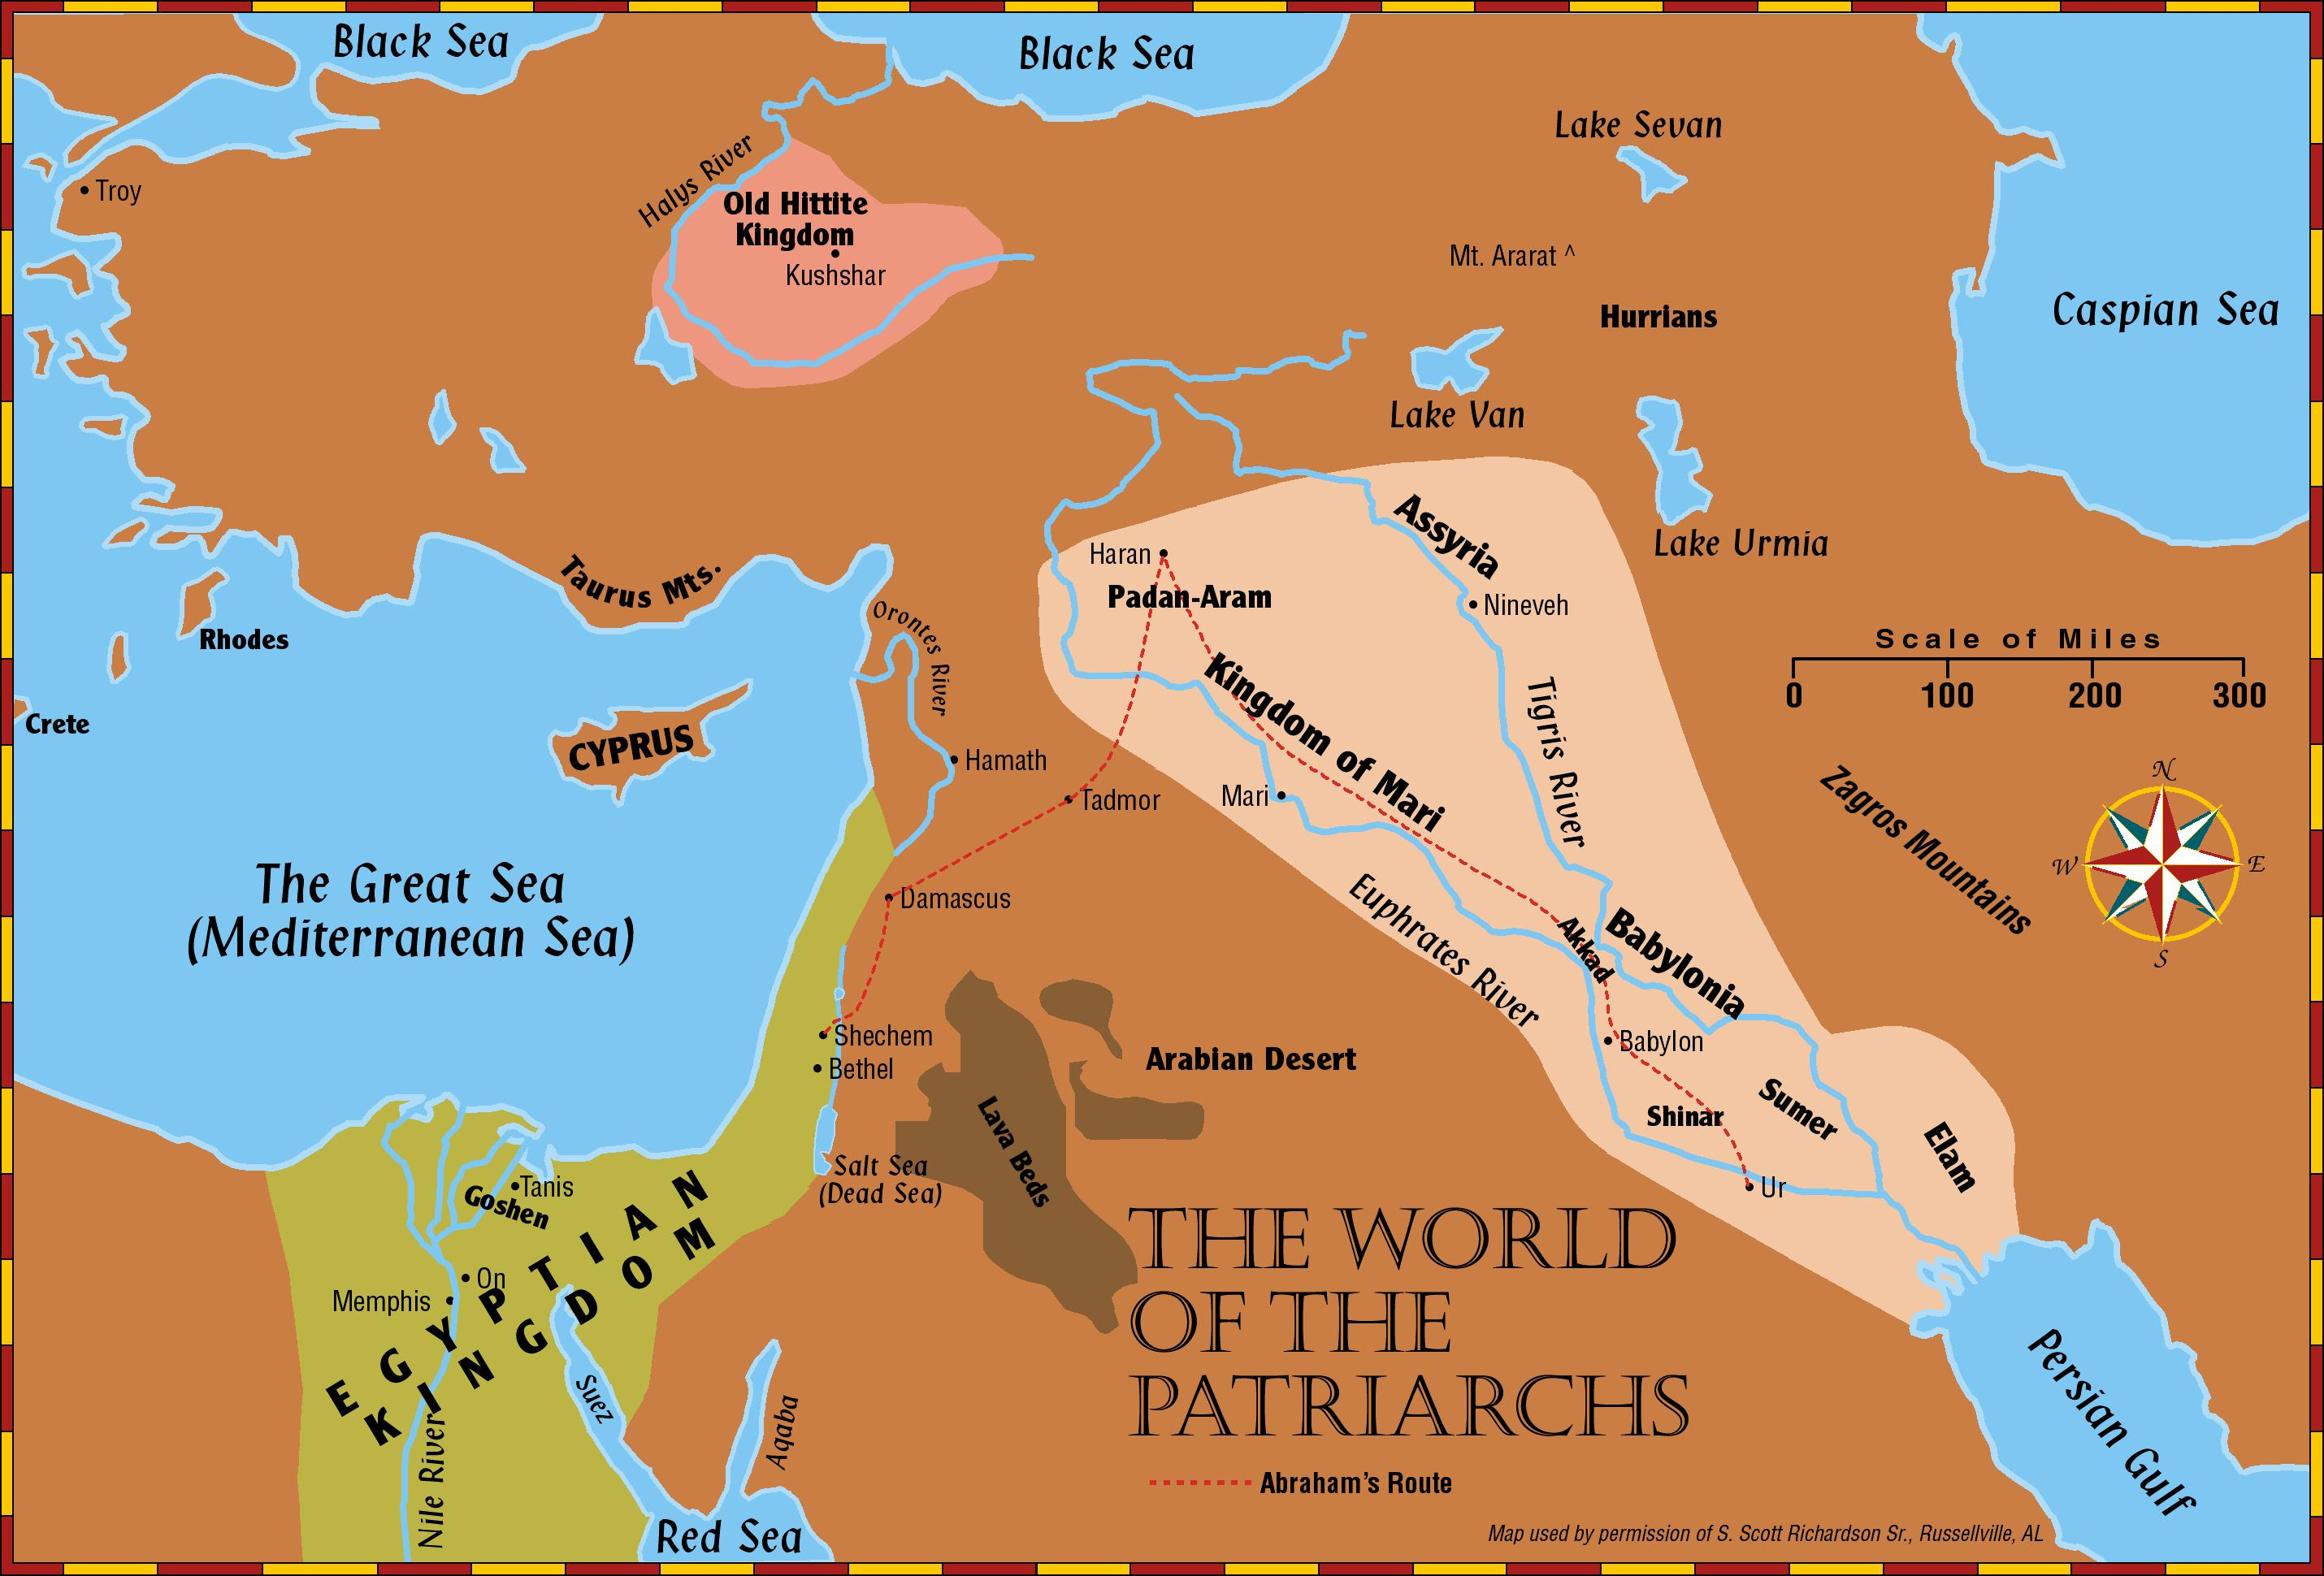 Black Sea
Black Sea
Lake Sevan
Troy
Halys River
Old Hittite
Kingdom
Kushshar
Mt. Ararat ^
Hurrians
Caspian Sea
Lake Van
Lake Urmia
Assyria
Haran
Padan-Aram
Nineveh
Taurus Mts.
Orontes River
Rhodes
Crete
CYPRUS
Scale of Miles
0 100 200 300
Kingdom of Mari
Tigris River
Hamath
Tadmor
Mari
Zagros Mountains
N
W E
S
The Great Sea
(Mediterranean Sea)
Damascus
Euphrates River
Akkad
Babylonia
Shechem
Bethel
Babylon
Arabian Desert
Lava Beds
Shinar
Sumer
Elam
Salt Sea
(Dead Sea)
Ur
Tanis
Goshen
On
Memphis
EGYPTIAN
KINGDOM
Suez
Aqaba
Nile River
Red Sea
Persian Gulf
THE WORLD
OF THE
PATRIARCHS
Abraham's Route
Map used by permission of S. Scott Richardson Sr., Russellville, AL